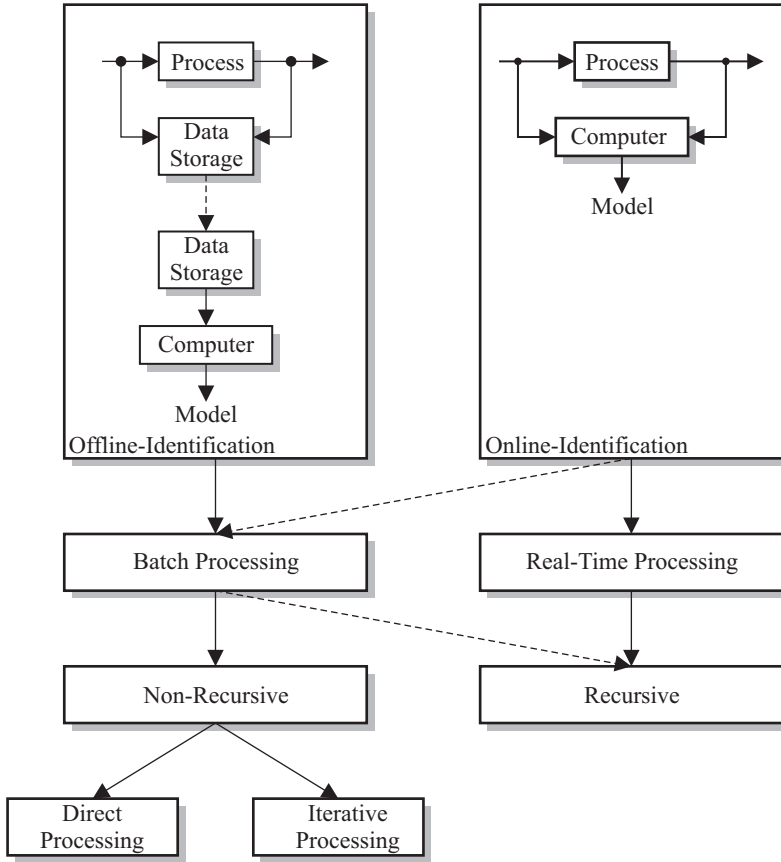 Process
Data
Storage
Data
Storage
Computer
Model
Offline-Identification
Process
Computer
Model
Online-Identification
Batch Processing
Real-Time Processing
Non-Recursive
Recursive
Direct
Processing
Iterative
Processing